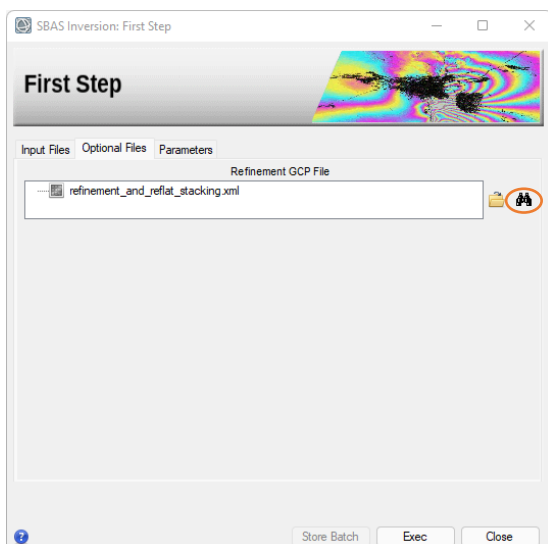 SBAS Inversion: First Step
First Step
Input Files Optional Files Parameters
Refinement GCP File
refinement_and_reflat_stacking.xml
Store Batch Exec Close